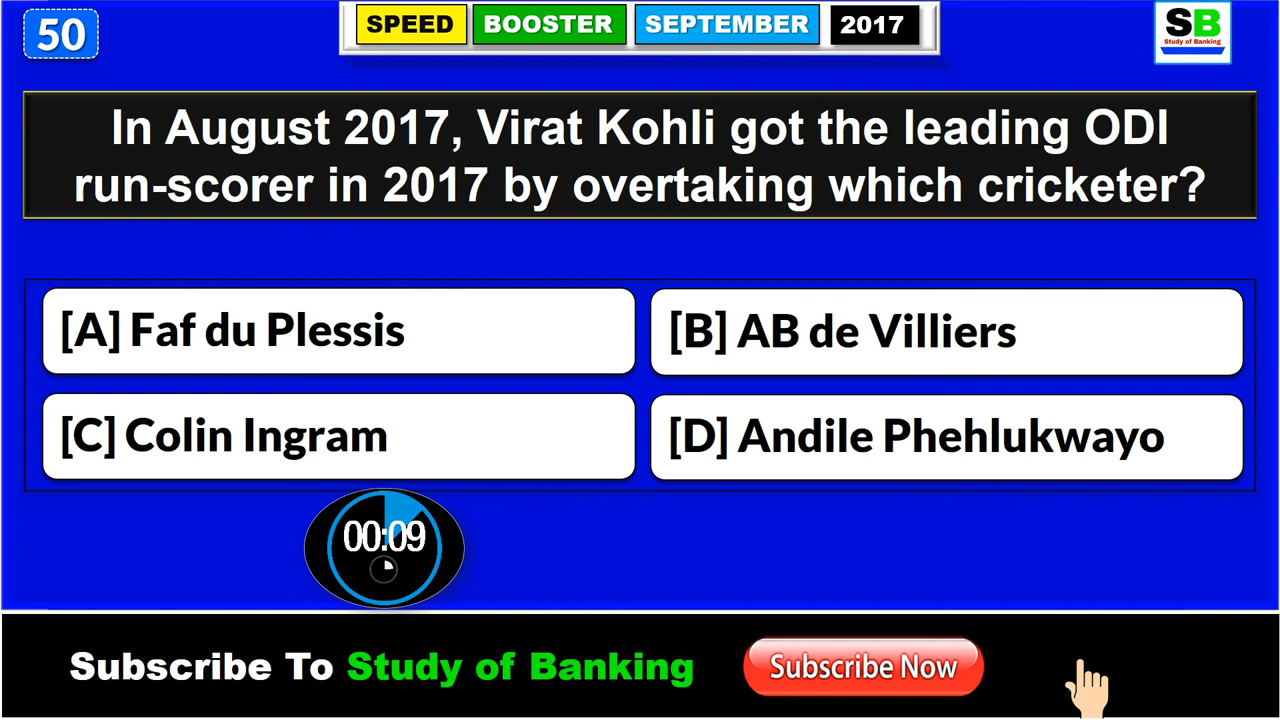 50
SPEED BOOSTER SEPTEMBER 2017
SB
Study of Banking
In August 2017, Virat Kohli got the leading ODI
run-scorer in 2017 by overtaking which cricketer?
[A] Faf du Plessis
[B] AB de Villiers
[C] Colin Ingram
[D] Andile Phehlukwayo
00:09
Subscribe To Study of Banking
Subscribe Now